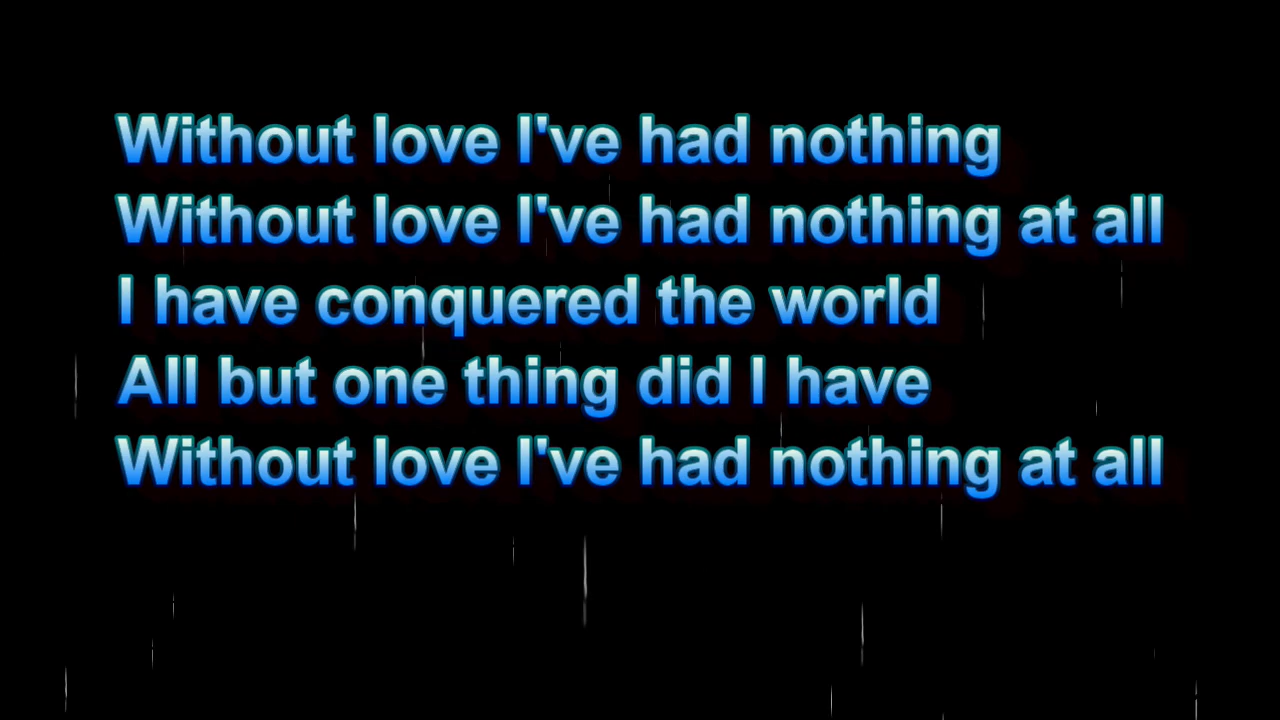 Without love I've had nothing
Without love I've had nothing at all
I have conquered the world
All but one thing did I have
Without love I've had nothing at all